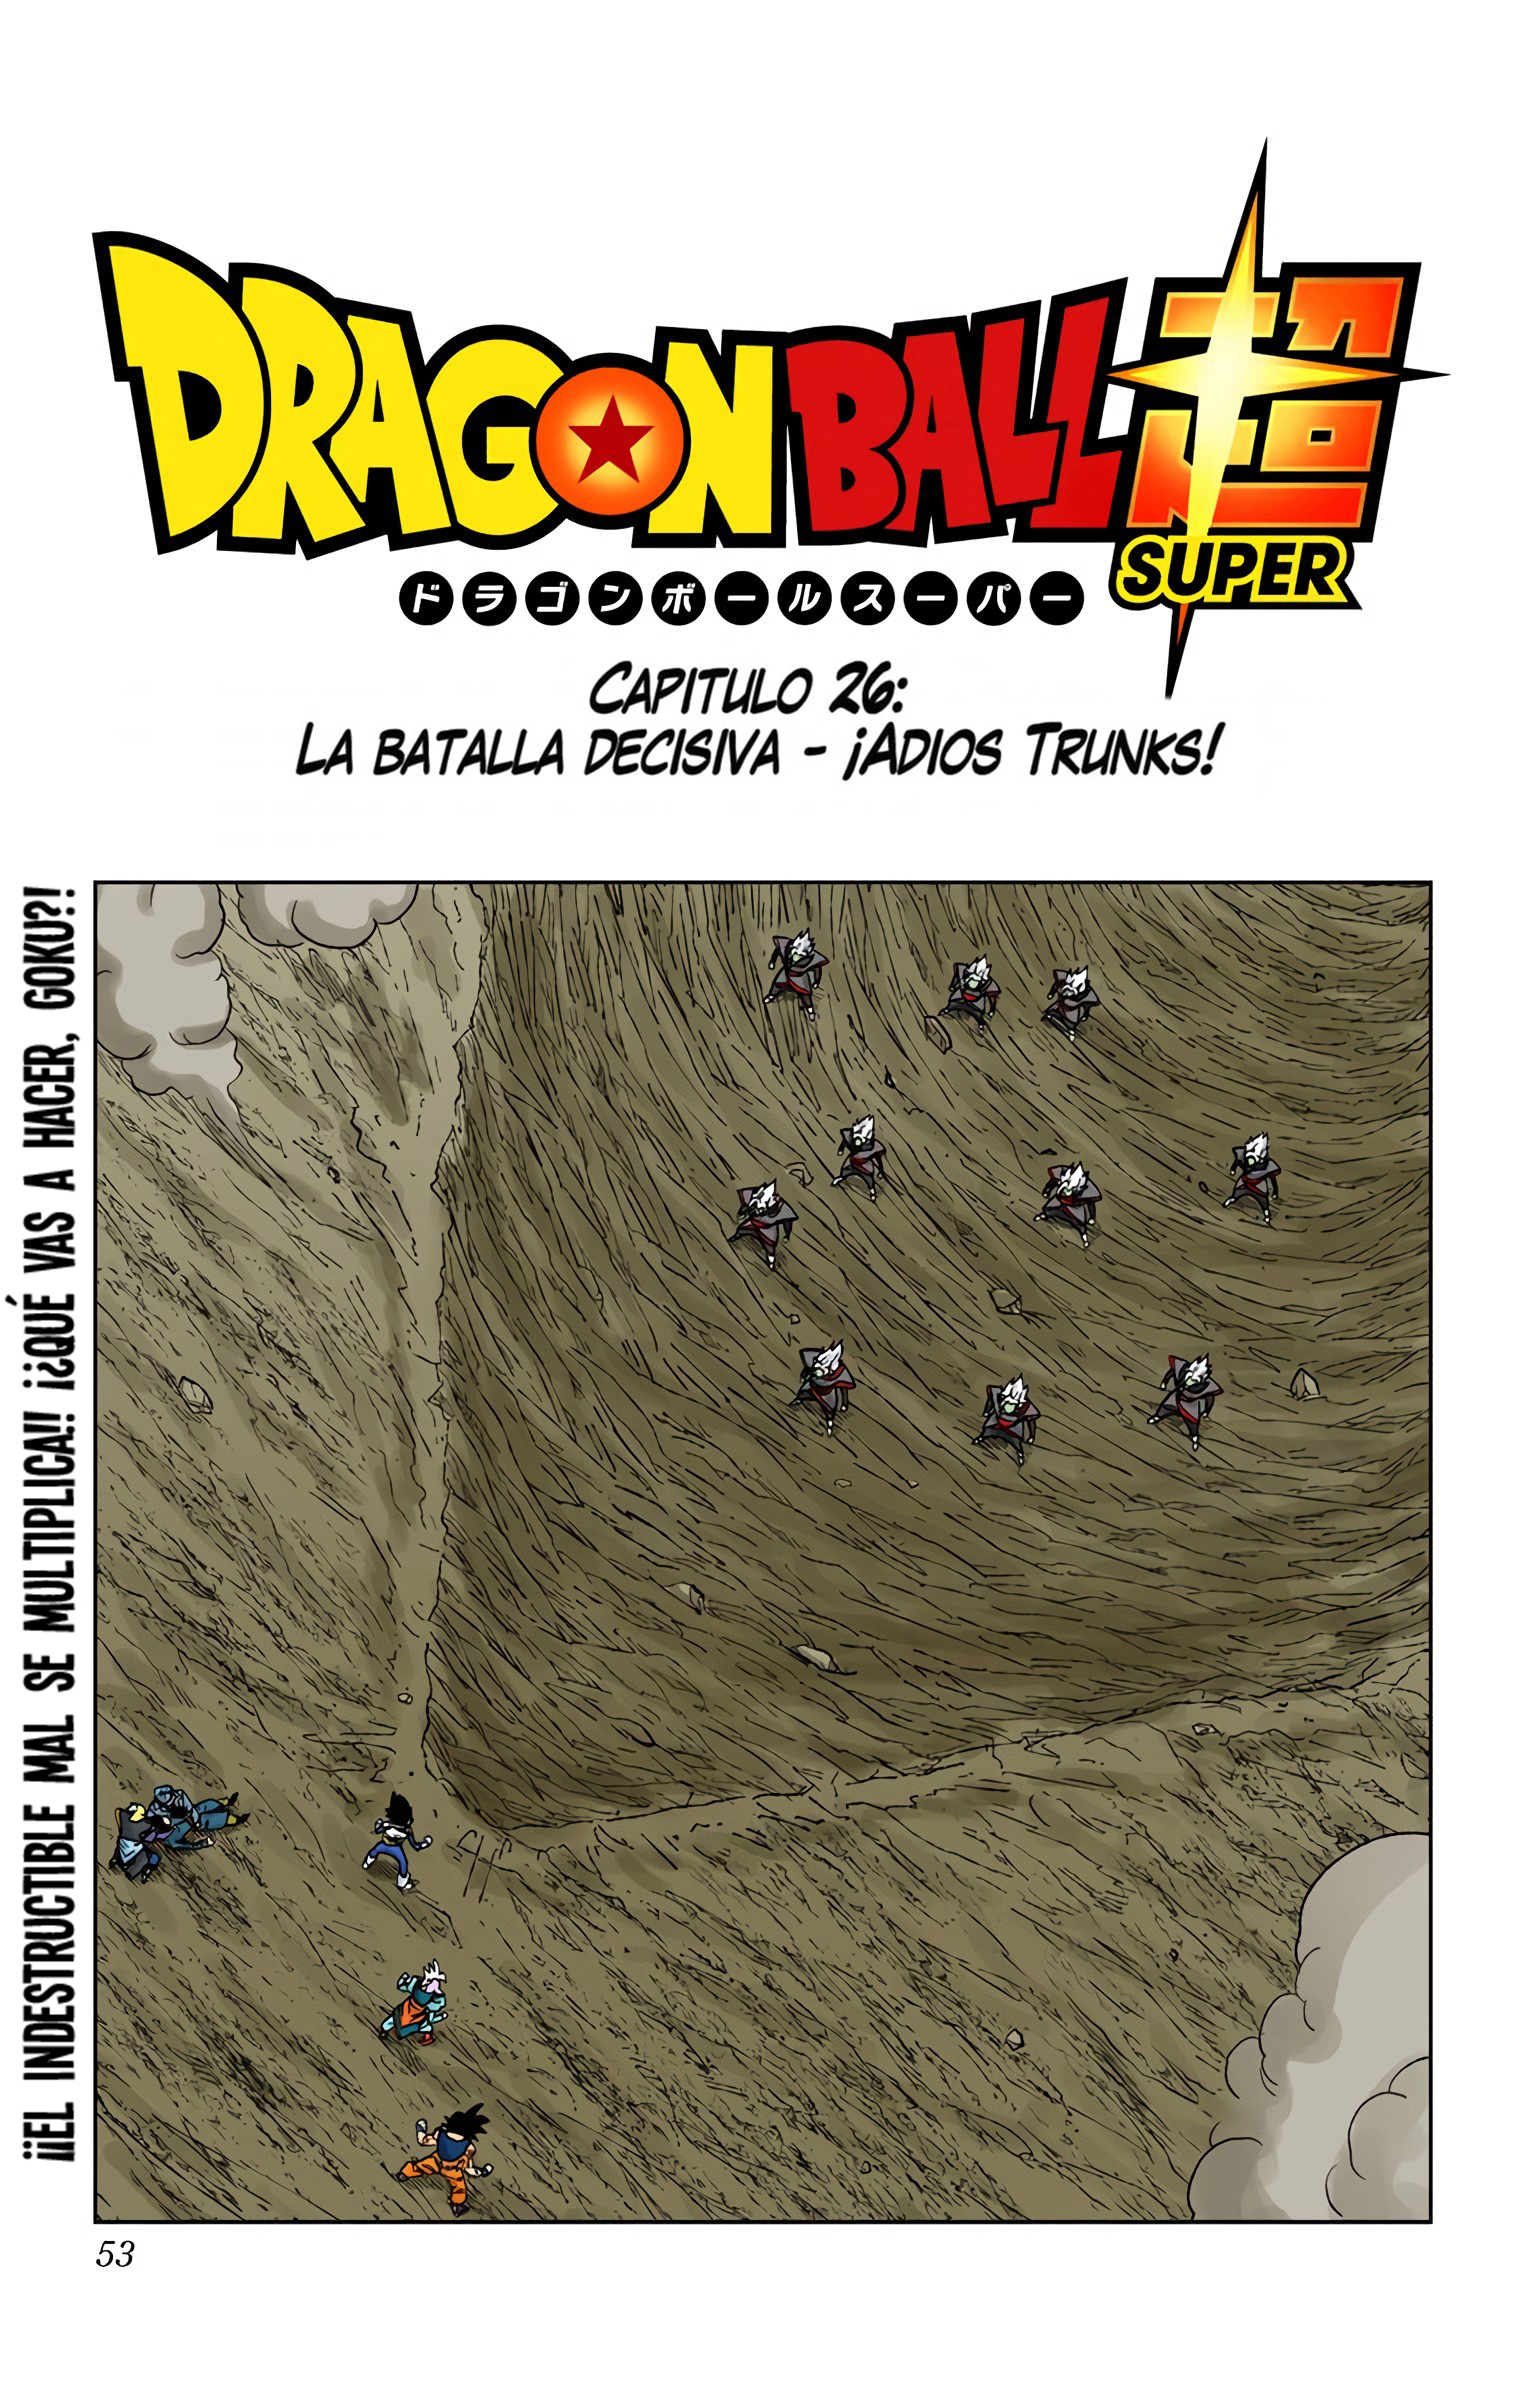 DRAGON BALL 超
SUPER
ドラゴンボールスーパー
CAPITULO 26:
LA BATALLA DECISIVA - ¡ADIOS TRUNKS!
¡¡EL INDESTRUCTIBLE MAL SE MULTIPLICA!! ¡¿QUÉ VAS A HACER, GOKU?!
53